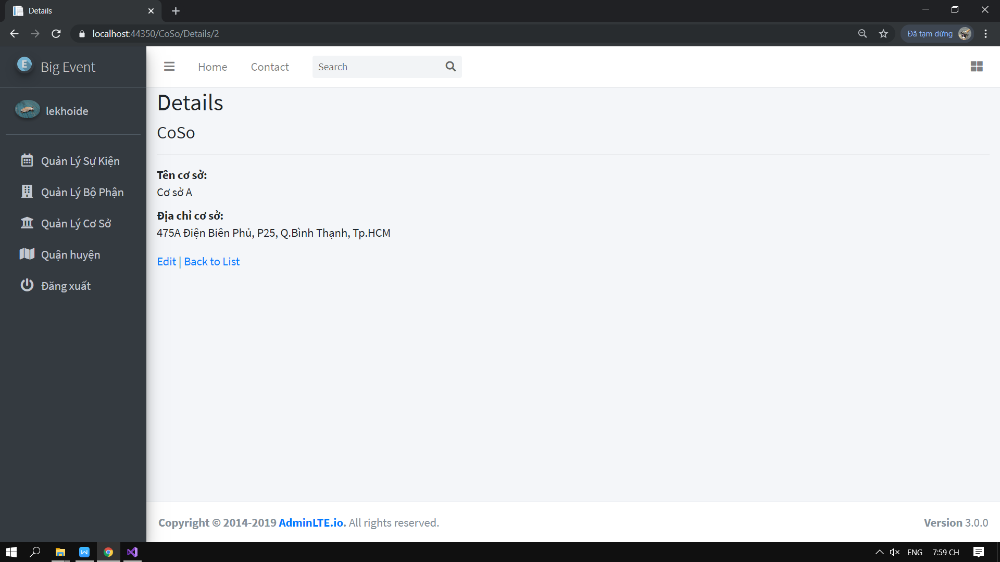 Details
localhost:44350/CoSo/Details/2
Đã tạm dừng
E
Big Event
Home
Contact
Search
lekhoide
Quản Lý Sự Kiện
Quản Lý Bộ Phận
Quản Lý Cơ Sở
Quận huyện
Đăng xuất
Details
CoSo
Tên cơ sở:
Cơ sở A
Địa chỉ cơ sở:
475A Điện Biên Phủ, P25, Q.Bình Thạnh, Tp.HCM
Edit | Back to List
Copyright © 2014-2019 AdminLTE.io. All rights reserved.
Version 3.0.0
ENG
7:59 CH